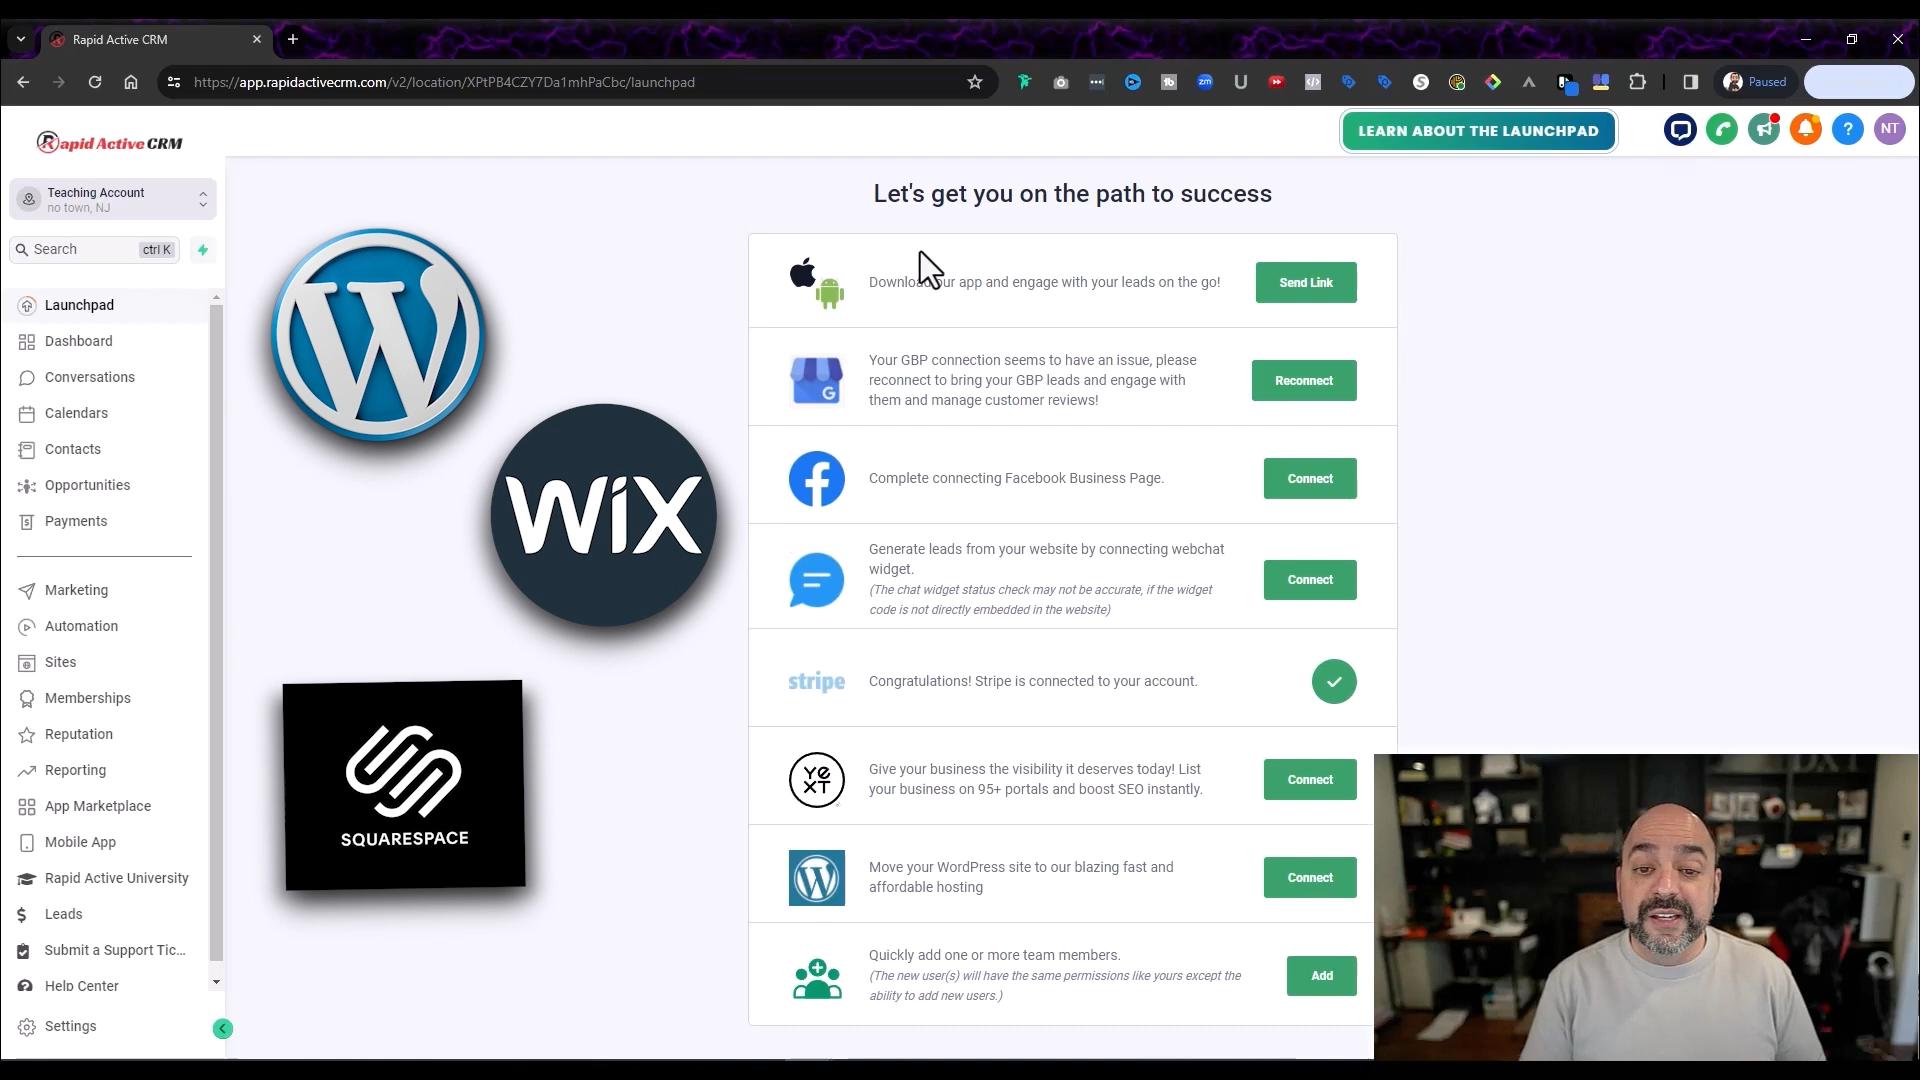 Rapid Active CRM
https://app.rapidactivecrm.com/v2/location/XPtPB4CZY7Da1mhPaCbc/launchpad
tb
zm
U
S
Paused
Rapid Active CRM
LEARN ABOUT THE LAUNCHPAD
?
NT
Teaching Account
no town, NJ
Search
ctrl K
Launchpad
Dashboard
Conversations
Calendars
Contacts
Opportunities
Payments
Marketing
Automation
Sites
Memberships
Reputation
Reporting
App Marketplace
Mobile App
Rapid Active University
Leads
Submit a Support Tic...
Help Center
Settings
W
WiX
SQUARESPACE
Let's get you on the path to success
Download our app and engage with your leads on the go!
Send Link
Your GBP connection seems to have an issue, please
reconnect to bring your GBP leads and engage with
them and manage customer reviews!
G
Reconnect
Complete connecting Facebook Business Page.
Connect
Generate leads from your website by connecting webchat
widget.
(The chat widget status check may not be accurate, if the widget
code is not directly embedded in the website)
Connect
stripe
Congratulations! Stripe is connected to your account.
YEXT
Give your business the visibility it deserves today! List
your business on 95+ portals and boost SEO instantly.
Connect
W
Move your WordPress site to our blazing fast and
affordable hosting
Connect
Quickly add one or more team members.
(The new user(s) will have the same permissions like yours except the
ability to add new users.)
Add